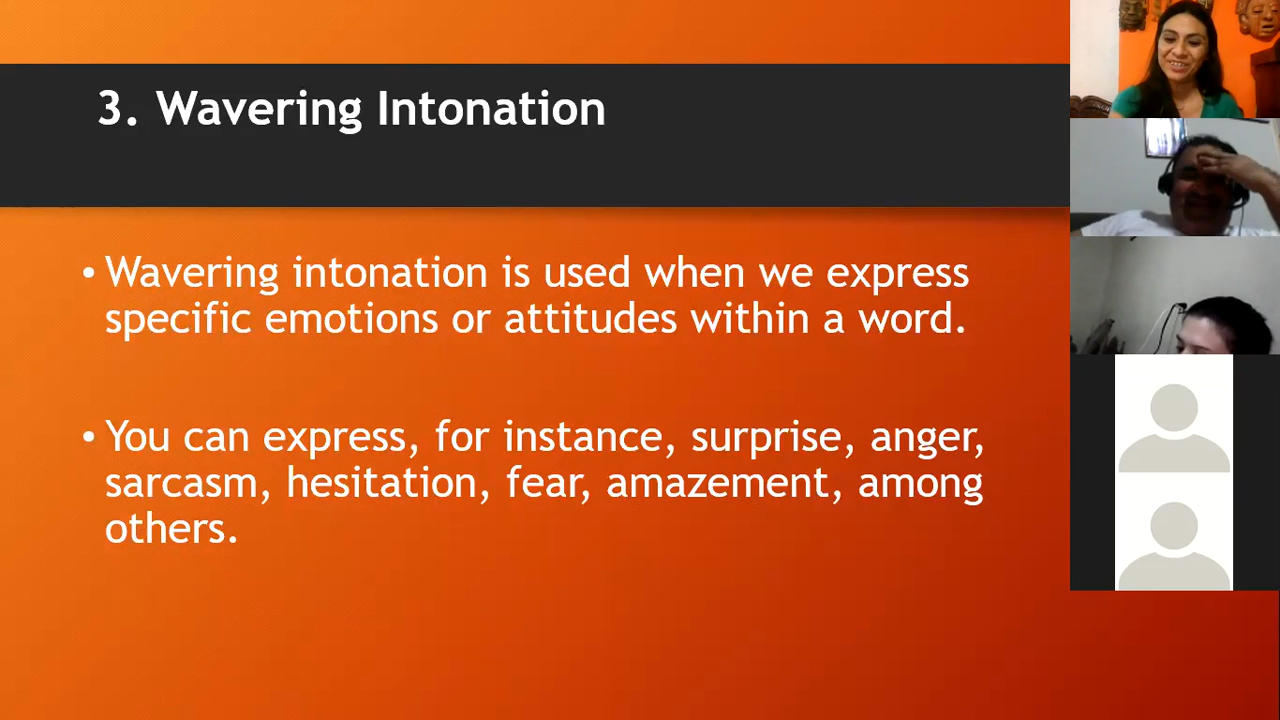 3. Wavering Intonation
• Wavering intonation is used when we express
specific emotions or attitudes within a word.
• You can express, for instance, surprise, anger,
sarcasm, hesitation, fear, amazement, among
others.